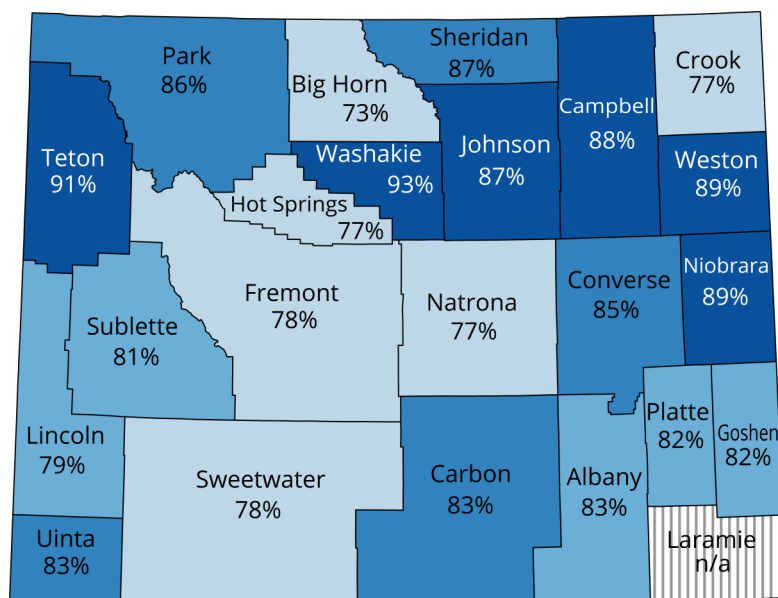 Park
86%
Sheridan
87%
Big Horn
73%
Campbell
88%
Crook
77%
Teton
91%
Washakie
93%
Johnson
87%
Weston
89%
Hot Springs
77%
Fremont
78%
Natrona
77%
Converse
85%
Niobrara
89%
Sublette
81%
Lincoln
79%
Sweetwater
78%
Carbon
83%
Albany
83%
Platte
82%
Goshen
82%
Uinta
83%
Laramie
n/a